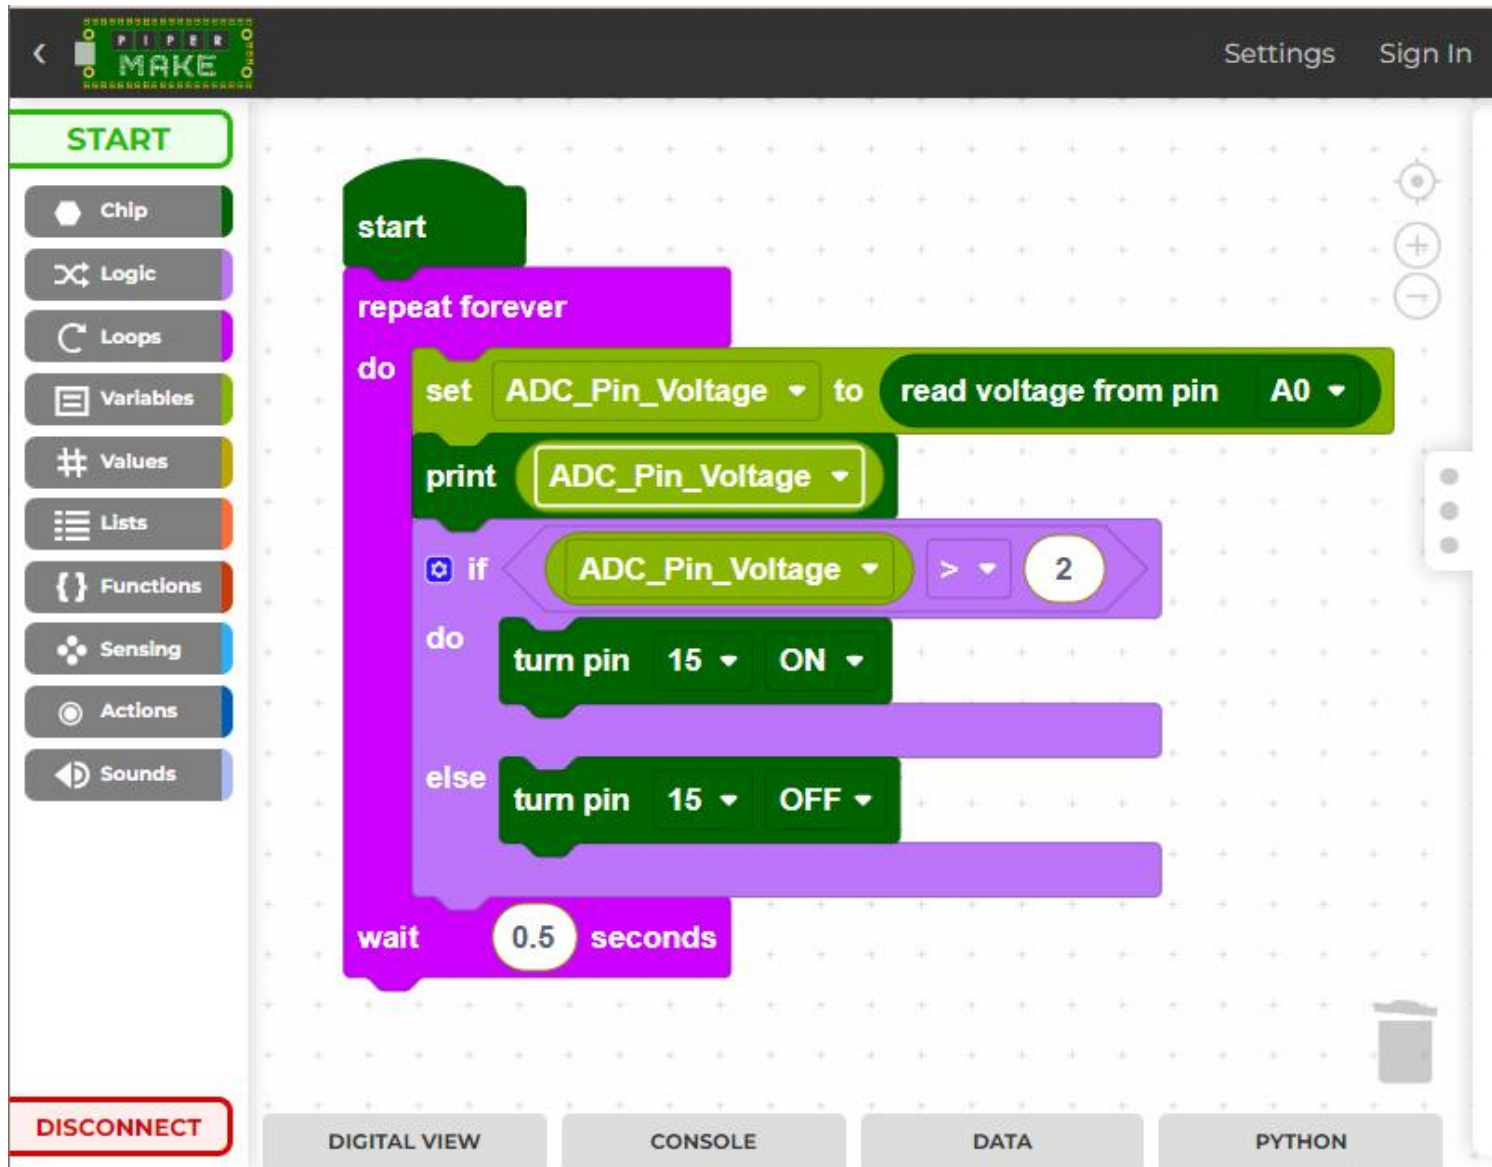 PIPER
MAKE
Settings Sign In
START
Chip
Logic
Loops
Variables
Values
Lists
Functions
Sensing
Actions
Sounds
DISCONNECT
start
repeat forever
do
set ADC_Pin_Voltage to read voltage from pin A0
print ADC_Pin_Voltage
if ADC_Pin_Voltage > 2
do
turn pin 15 ON
else
turn pin 15 OFF
wait 0.5 seconds
DIGITAL VIEW CONSOLE DATA PYTHON